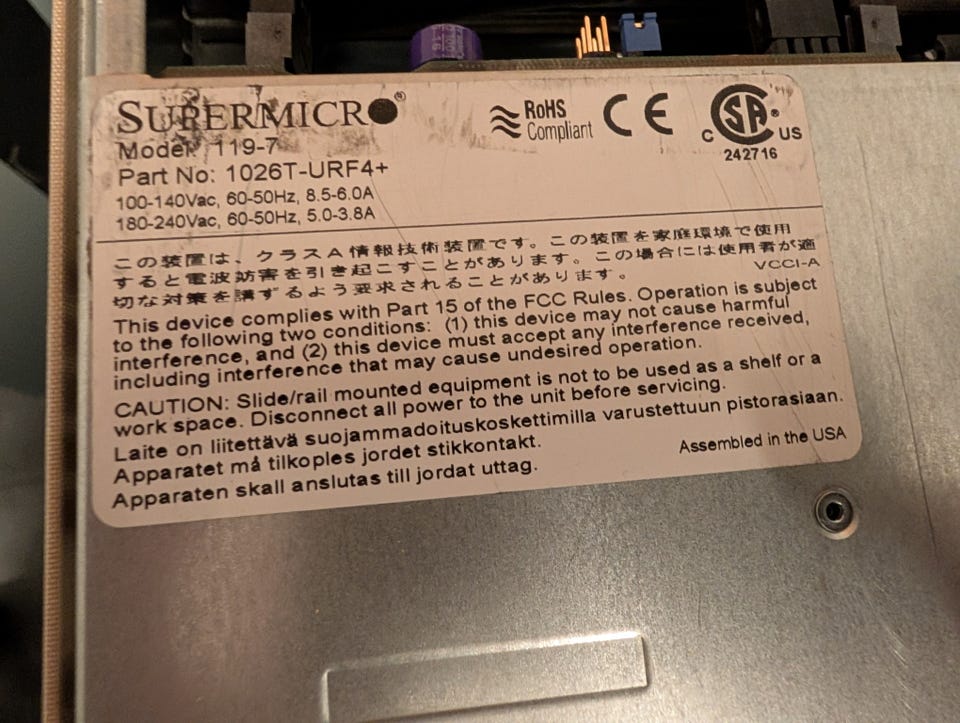 SUPERMICRO®
RoHS
Compliant
CE
CSA®
C US
242716
Model: 119-7
Part No: 1026T-URF4+
100-140Vac, 60-50Hz, 8.5-6.0A
180-240Vac, 60-50Hz, 5.0-3.8A
この装置は、クラスA情報技術装置です。この装置を家庭環境で使用
すると電波妨害を引き起こすことがあります。この場合には使用者が適
切な対策を講ずるよう要求されることがあります。
VCCI-A
This device complies with Part 15 of the FCC Rules. Operation is subject
to the following two conditions: (1) this device may not cause harmful
interference, and (2) this device must accept any interference received,
including interference that may cause undesired operation.
CAUTION: Slide/rail mounted equipment is not to be used as a shelf or a
work space. Disconnect all power to the unit before servicing.
Laite on liitettävä suojammadoituskoskettimilla varustettuun pistorasiaan.
Apparatet må tilkoples jordet stikkontakt.
Apparaten skall anslutas till jordat uttag.
Assembled in the USA